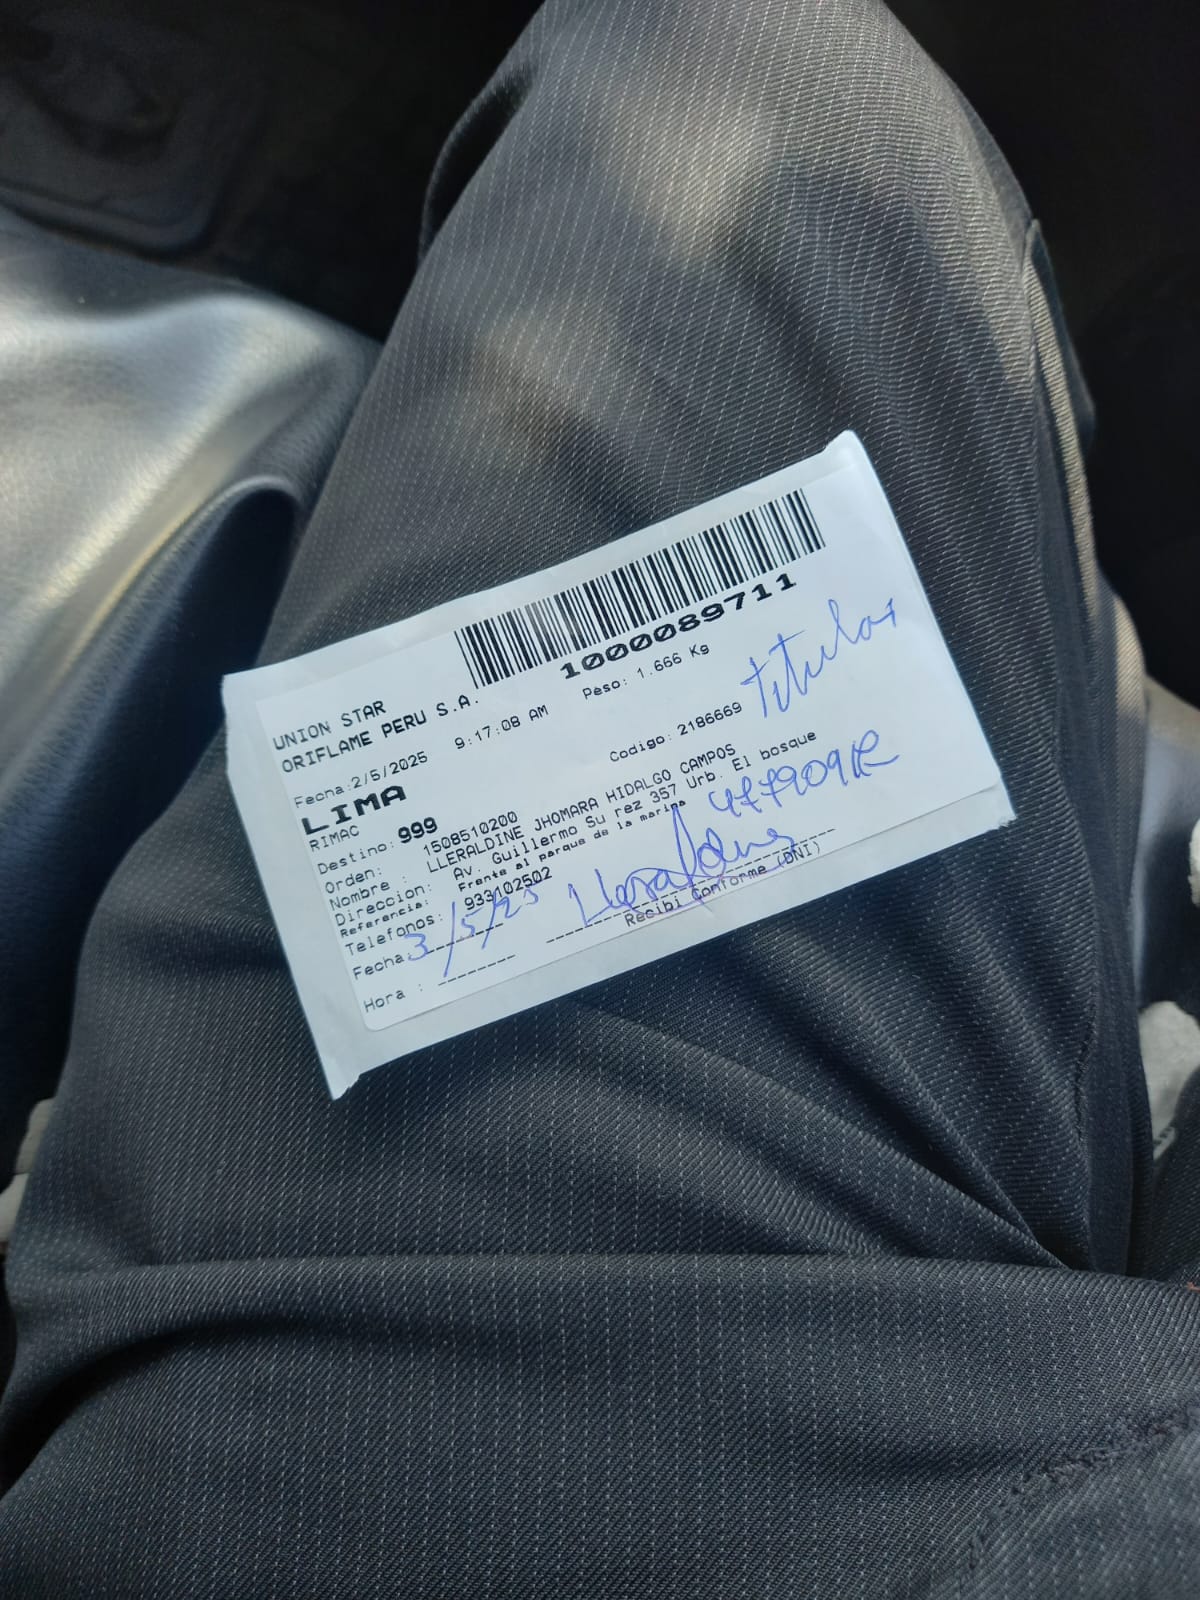 1000089711
UNION STAR
ORIFLAME PERU S.A.
Peso: 1.666 Kg
Fecha:2/5/2025 9:17:08 AM
LIMA
Codigo: 2186669 titular
RIMAC
Destino: 999
Orden: 1508510200
Nombre : LLERALDINE JHOMARA HIDALGO CAMPOS
Direccion: Av. Guillermo Su rez 357 Urb. El bosque
Referencia: Frente al parque de la marina
Telefonos: 933102502
Fecha: 3/5/25
Lleraldine
Recibi Conforme (DNI)
Hora :